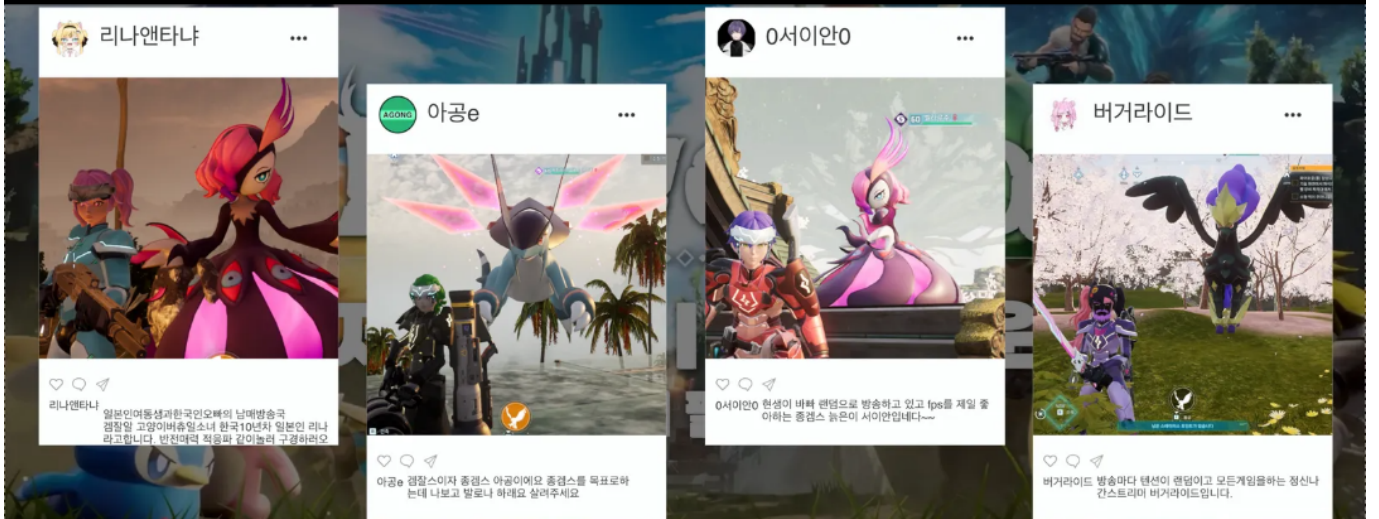 리나앤타냐
리나앤타냐
일본인여동생과한국인오빠의 남매방송국
겜잘알 고양이버츄얼소녀 한국10년차 일본인 리나
라고합니다. 반전매력 적응파 같이놀러 구경하러오
AGONG
아공e
아공e 겜잘스이자 종겜스 아공이에요 종겜스를 목표로하
는데 나보고 발로나 하래요 살려주세요
0서이안0
60
0서이안0 현생이 바빠 랜덤으로 방송하고 있고 fps를 제일 좋
아하는 종겜스 늙은이 서이안입네다~~
버거라이드
버거라이드 방송마다 텐션이 랜덤이고 모든게임을하는 정신나
간스트리머 버거라이드입니다.